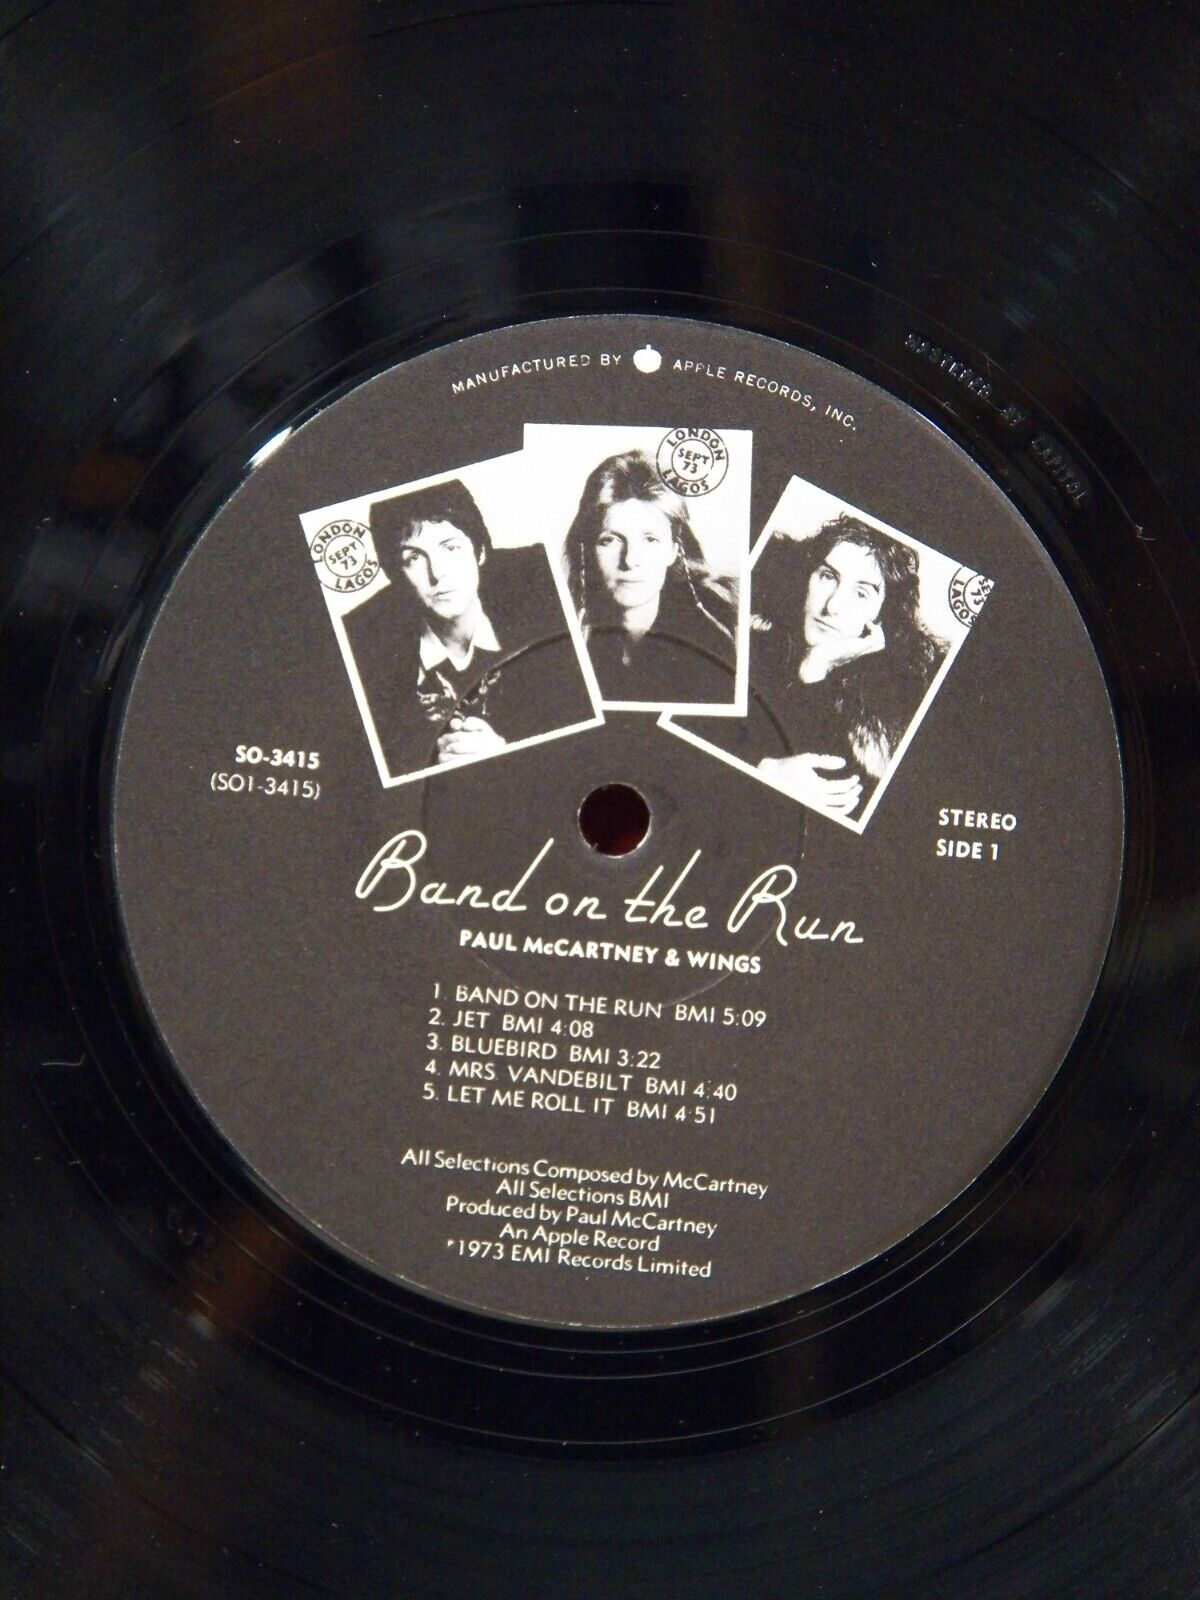 MANUFACTURED BY APPLE RECORDS, INC.
MASTERED BY CAPITOL
LONDON
SEPT
73
LAGOS
LONDON
SEPT
73
LAGOS
SEPT
73
LAGOS
SO-3415
(SO1-3415)
STEREO
SIDE 1
Band on the Run
PAUL McCARTNEY & WINGS
1. BAND ON THE RUN BMI 5:09
2. JET BMI 4:08
3. BLUEBIRD BMI 3:22
4. MRS. VANDEBILT BMI 4:40
5. LET ME ROLL IT BMI 4:51
All Selections Composed by McCartney
All Selections BMI
Produced by Paul McCartney
An Apple Record
1973 EMI Records Limited